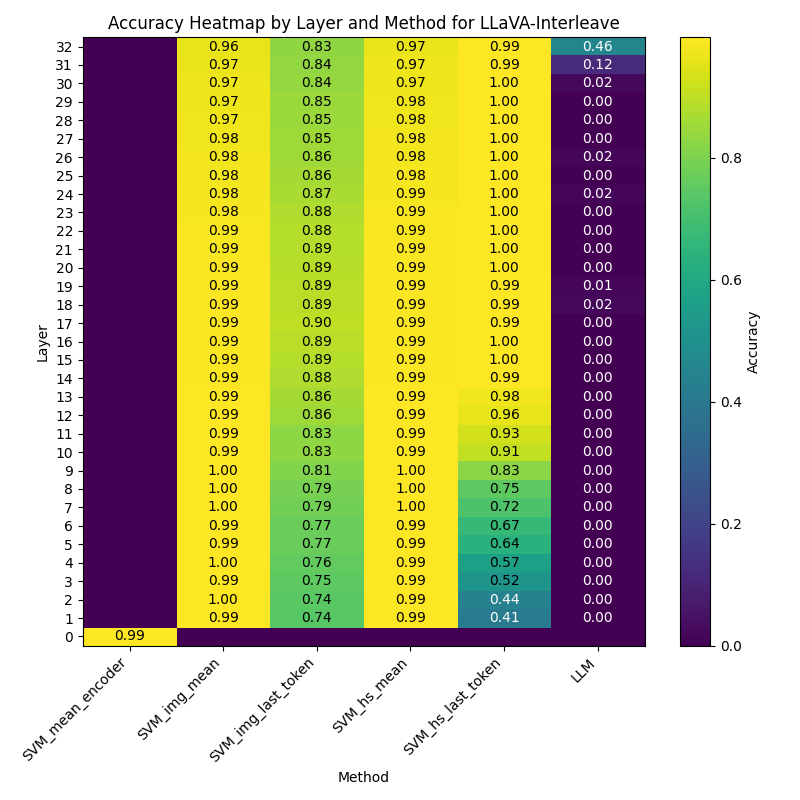 Accuracy Heatmap by Layer and Method for LLaVA-Interleave
32 0.96 0.83 0.97 0.99 0.46
31 0.97 0.84 0.97 0.99 0.12
30 0.97 0.84 0.97 1.00 0.02
29 0.97 0.85 0.98 1.00 0.00
28 0.97 0.85 0.98 1.00 0.00
27 0.98 0.85 0.98 1.00 0.00
26 0.98 0.86 0.98 1.00 0.02
25 0.98 0.86 0.98 1.00 0.00
24 0.98 0.87 0.99 1.00 0.02
23 0.98 0.88 0.99 1.00 0.00
22 0.99 0.88 0.99 1.00 0.00
21 0.99 0.89 0.99 1.00 0.00
20 0.99 0.89 0.99 1.00 0.00
19 0.99 0.89 0.99 0.99 0.01
18 0.99 0.89 0.99 0.99 0.02
17 0.99 0.90 0.99 0.99 0.00
16 0.99 0.89 0.99 1.00 0.00
15 0.99 0.89 0.99 1.00 0.00
14 0.99 0.88 0.99 0.99 0.00
13 0.99 0.86 0.99 0.98 0.00
12 0.99 0.86 0.99 0.96 0.00
11 0.99 0.83 0.99 0.93 0.00
10 0.99 0.83 0.99 0.91 0.00
9 1.00 0.81 1.00 0.83 0.00
8 1.00 0.79 1.00 0.75 0.00
7 1.00 0.79 1.00 0.72 0.00
6 0.99 0.77 0.99 0.67 0.00
5 0.99 0.77 0.99 0.64 0.00
4 1.00 0.76 0.99 0.57 0.00
3 0.99 0.75 0.99 0.52 0.00
2 1.00 0.74 0.99 0.44 0.00
1 0.99 0.74 0.99 0.41 0.00
0 0.99
Layer
SVM_mean_encoder
SVM_img_mean
SVM_img_last_token
SVM_hs_mean
SVM_hs_last_token
LLM
Method
0.8
0.6
0.4
0.2
0.0
Accuracy